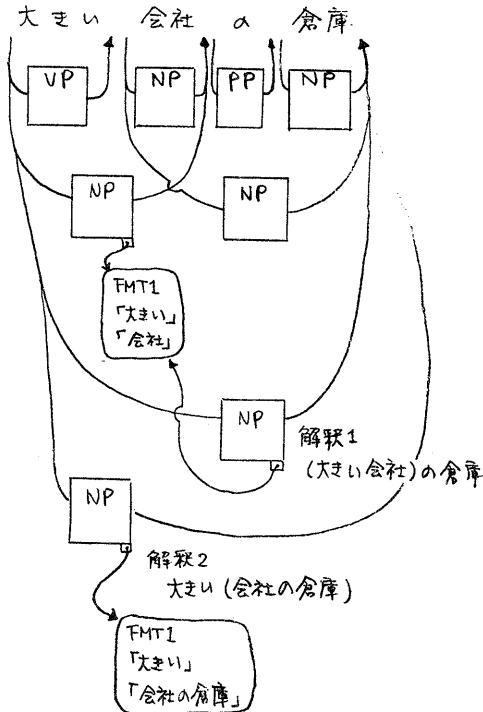 大きい 会社 の 倉庫
VP NP PP NP
NP NP
FMT1
「大きい」
「会社」
NP
解釈1
(大きい会社)の倉庫
NP
解釈2
大きい(会社の倉庫)
FMT1
「大きい」
「会社の倉庫」